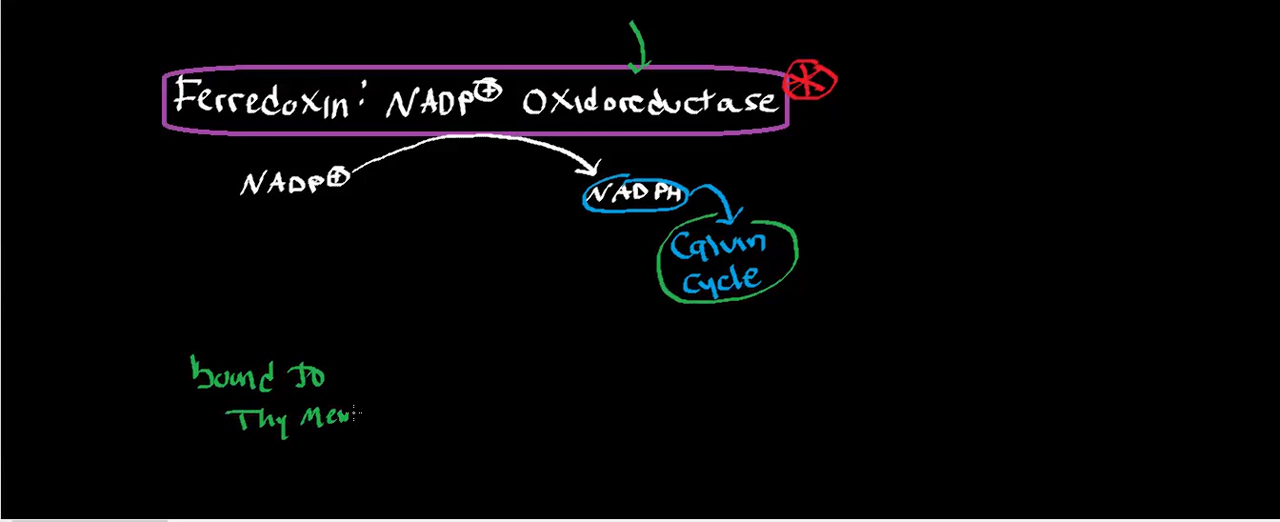 Ferredoxin: NADP⊕ Oxidoreductase
NADP⊕
NADPH
Calvin
Cycle
bound to
Thy Mem